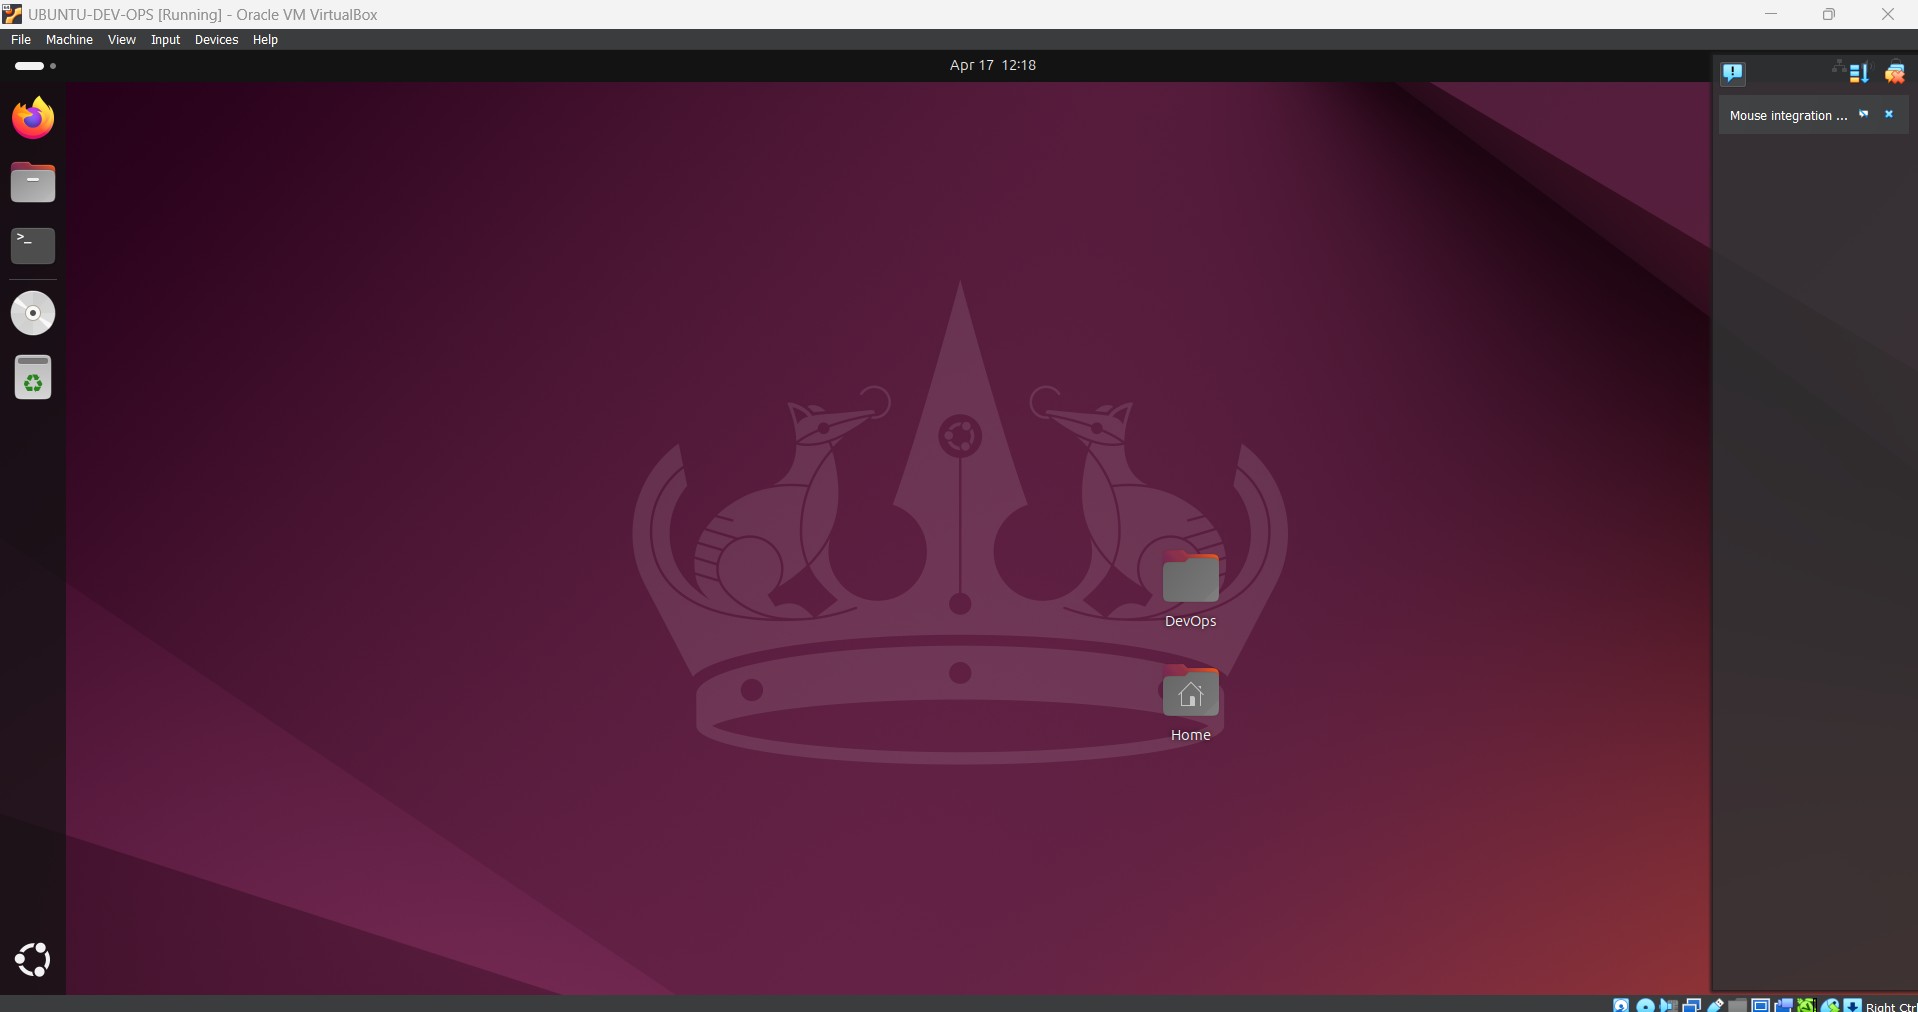 UBUNTU-DEV-OPS [Running] - Oracle VM VirtualBox
File Machine View Input Devices Help
Apr 17 12:18
Mouse integration ...
>_
DevOps
Home
Right Ctrl